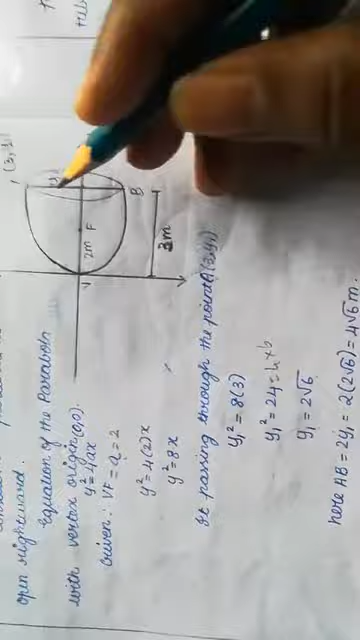 open rightward.
Equation of the Parabola
with vertex origin (0,0).
y² = 4ax
Given: VF = a = 2
y² = 4(2)x
y² = 8x
(3, y₁)
2m F
V
B
3m
It passing through the point A(3, y₁)
y₁² = 8(3)
y₁² = 24 = 4×6
y₁ = 2√6
here AB = 2y₁ = 2(2√6) = 4√6 m.